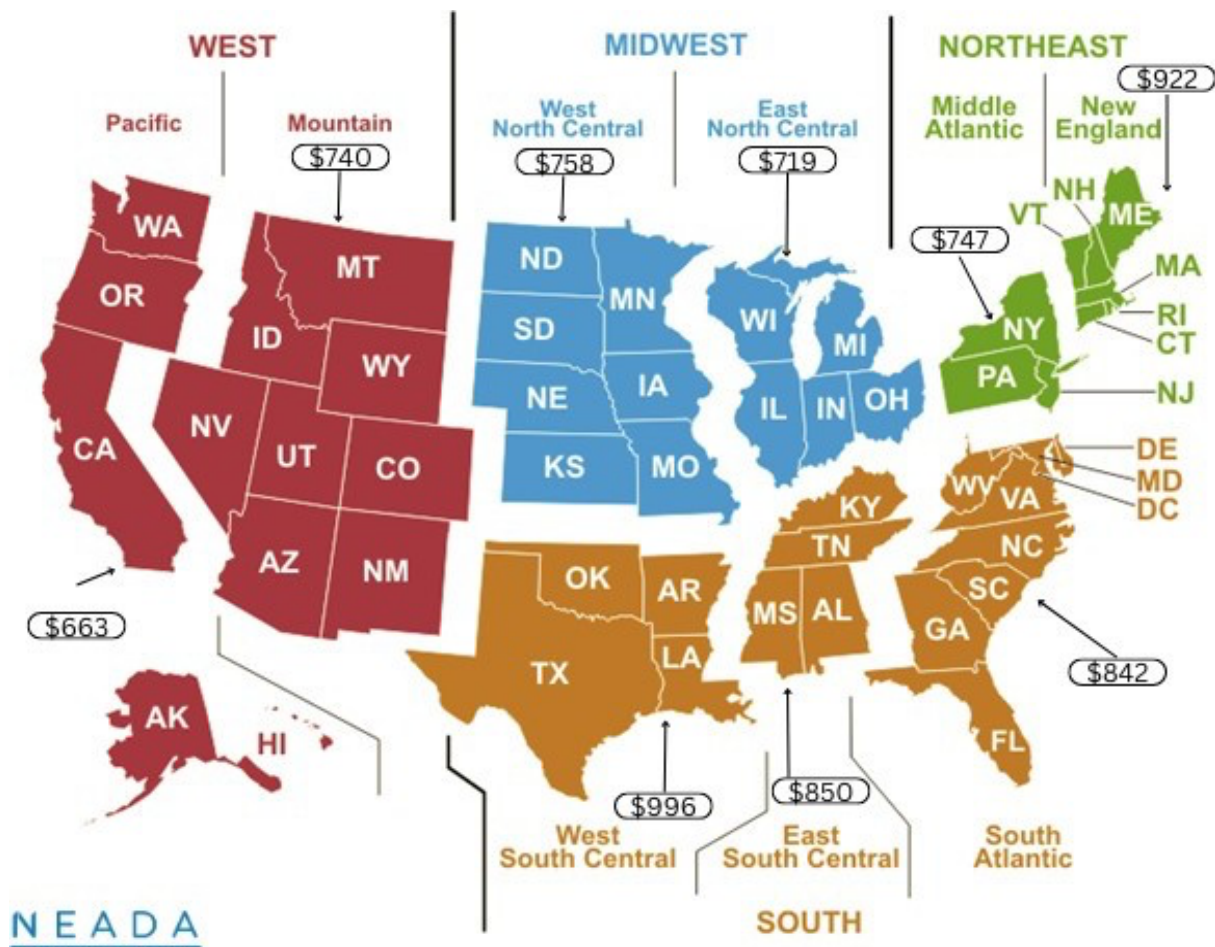 WEST
MIDWEST
NORTHEAST
$922
Pacific
Mountain
West
North Central
East
North Central
Middle
Atlantic
New
England
$740
$758
$719
$747
WA
OR
CA
MT
ID
WY
NV
UT
CO
AZ
NM
AK
HI
ND
SD
NE
KS
MN
IA
MO
WI
MI
IL
IN
OH
NH
VT
ME
MA
RI
CT
NY
PA
NJ
DE
MD
DC
WV
VA
KY
TN
NC
SC
OK
AR
MS
AL
GA
TX
LA
FL
$663
$842
$996
$850
West
South Central
East
South Central
South
Atlantic
SOUTH
NEADA